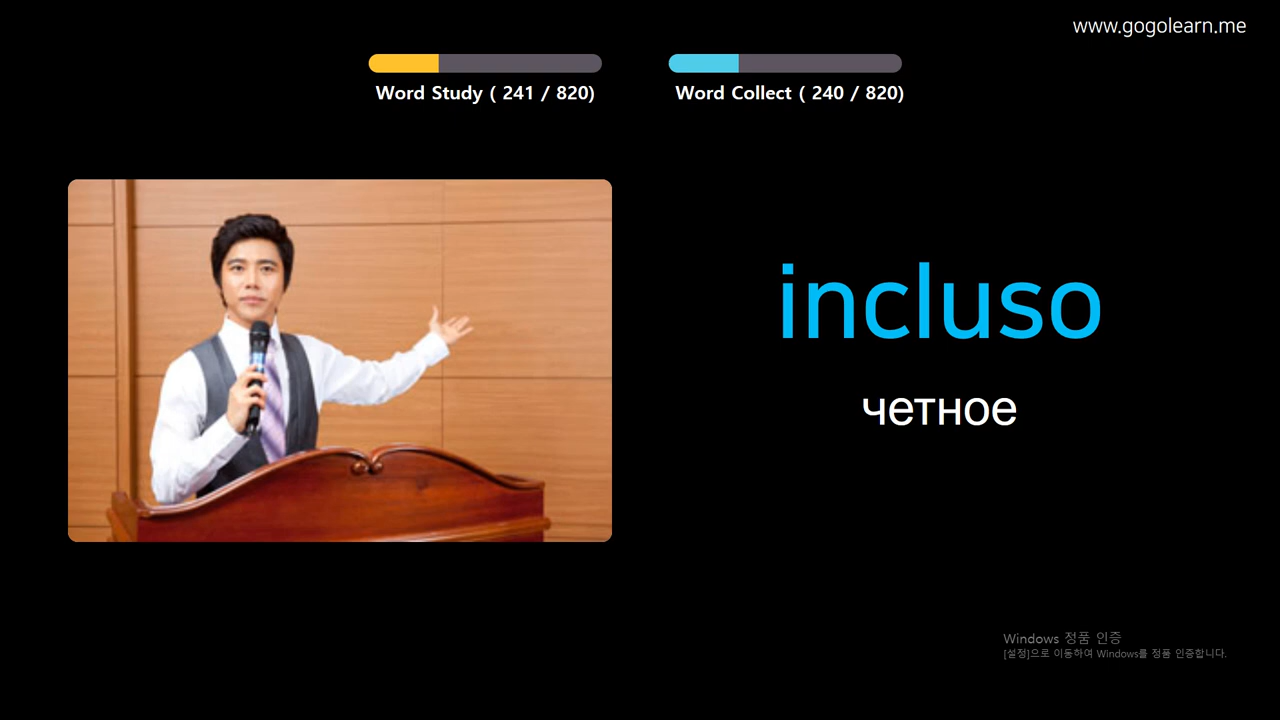 www.gogolearn.me
Word Study ( 241 / 820)
Word Collect ( 240 / 820)
incluso
четное
Windows 정품 인증
[설정]으로 이동하여 Windows를 정품 인증합니다.